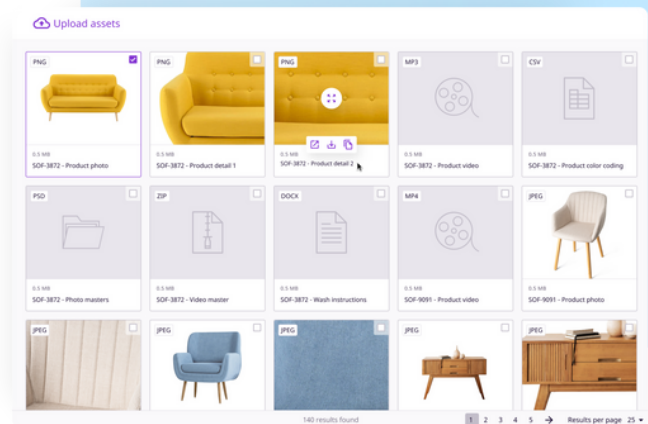 Upload assets
PNG
PNG
PNG
MP3
CSV
0.5 MB
SOF-3872 - Product photo
0.5 MB
SOF-3872 - Product detail 1
0.5 MB
SOF-3872 - Product detail 2
0.5 MB
SOF-3872 - Product video
0.5 MB
SOF-3872 - Product color coding
PSD
ZIP
DOCX
MP4
JPEG
0.5 MB
SOF-3872 - Photo masters
0.5 MB
SOF-3872 - Video master
0.5 MB
SOF-3872 - Wash instructions
0.5 MB
SOF-9091 - Product video
0.5 MB
SOF-9091 - Product photo
JPEG
JPEG
JPEG
JPEG
JPEG
140 results found
1 2 3 4 5
Results per page 25